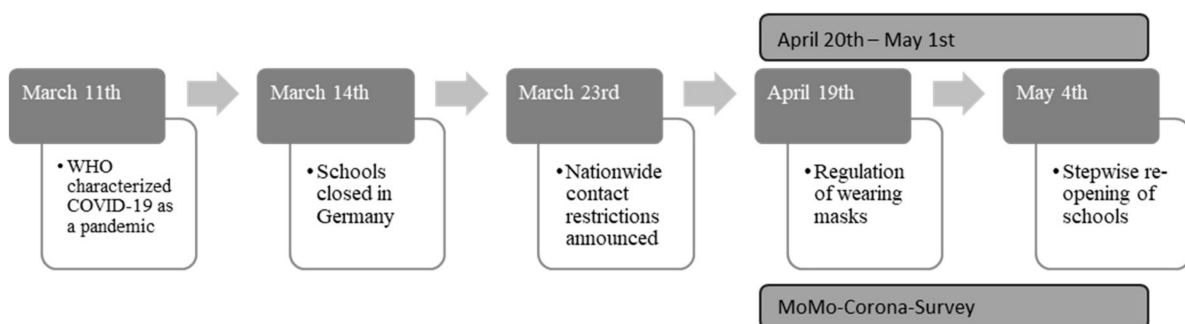 April 20th – May 1st
March 11th
March 14th
March 23rd
April 19th
May 4th
• WHO
characterized
COVID-19 as
a pandemic
• Schools
closed in
Germany
• Nationwide
contact
restrictions
announced
• Regulation
of wearing
masks
• Stepwise re-
opening of
schools
MoMo-Corona-Survey